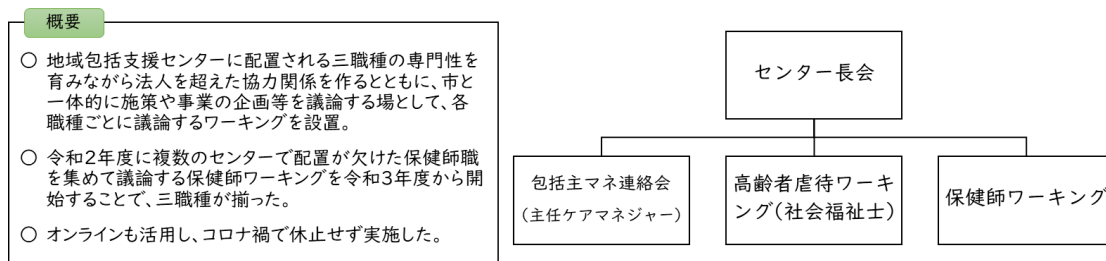 概要
○ 地域包括支援センターに配置される三職種の専門性を
育みながら法人を超えた協力関係を作るとともに、市と
一体的に施策や事業の企画等を議論する場として、各
職種ごとに議論するワーキングを設置。
○ 令和2年度に複数のセンターで配置が欠けた保健師職
を集めて議論する保健師ワーキングを令和3年度から開
始することで、三職種が揃った。
○ オンラインも活用し、コロナ禍で休止せず実施した。
センター長会
包括主マネ連絡会
(主任ケアマネジャー)
高齢者虐待ワーキ
ング(社会福祉士)
保健師ワーキング